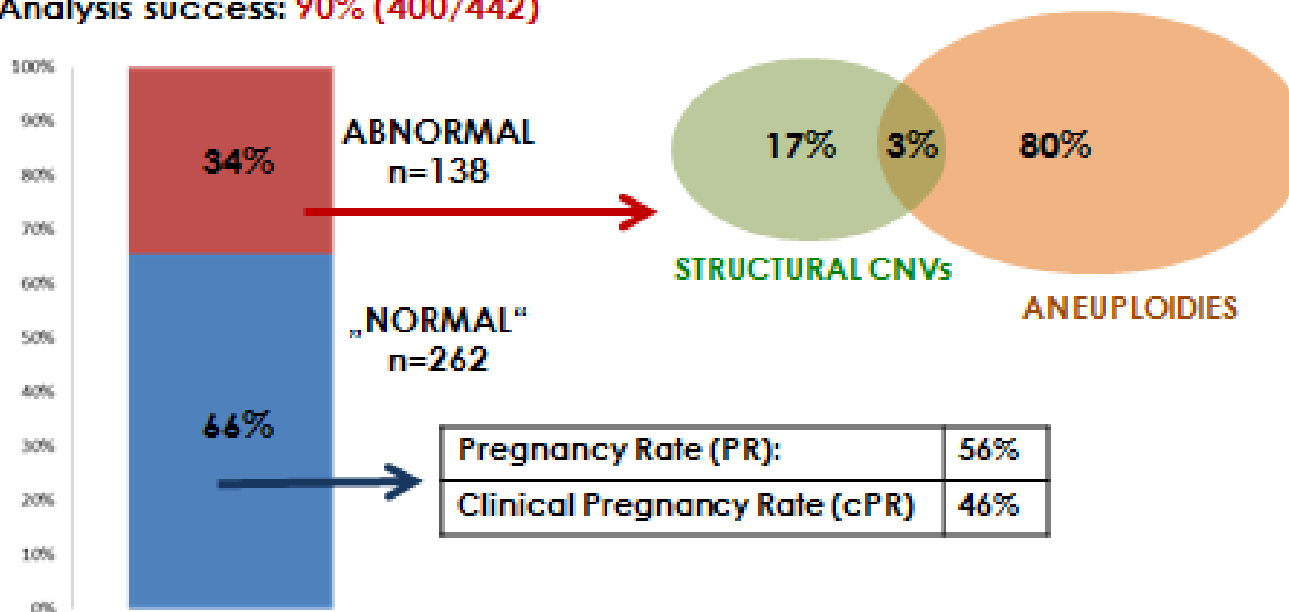 Analysis success: 90% (400/442)
100%
90%
80%
70%
60%
50%
40%
30%
20%
10%
0%
34%
66%
ABNORMAL
n=138
„NORMAL“
n=262
17%
3%
80%
STRUCTURAL CNVs
ANEUPLOIDIES
Pregnancy Rate (PR): 56%
Clinical Pregnancy Rate (cPR) 46%